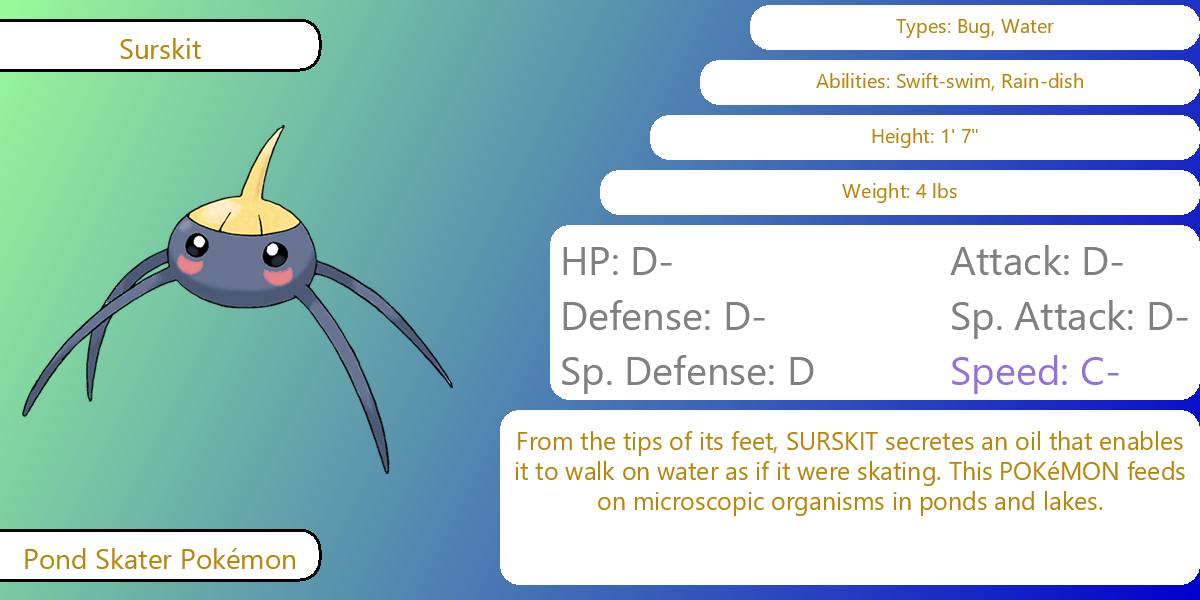 Surskit
Types: Bug, Water
Abilities: Swift-swim, Rain-dish
Height: 1' 7"
Weight: 4 lbs
HP: D-
Attack: D-
Defense: D-
Sp. Attack: D-
Sp. Defense: D
Speed: C-
From the tips of its feet, SURSKIT secretes an oil that enables
it to walk on water as if it were skating. This POKéMON feeds
on microscopic organisms in ponds and lakes.
Pond Skater Pokémon